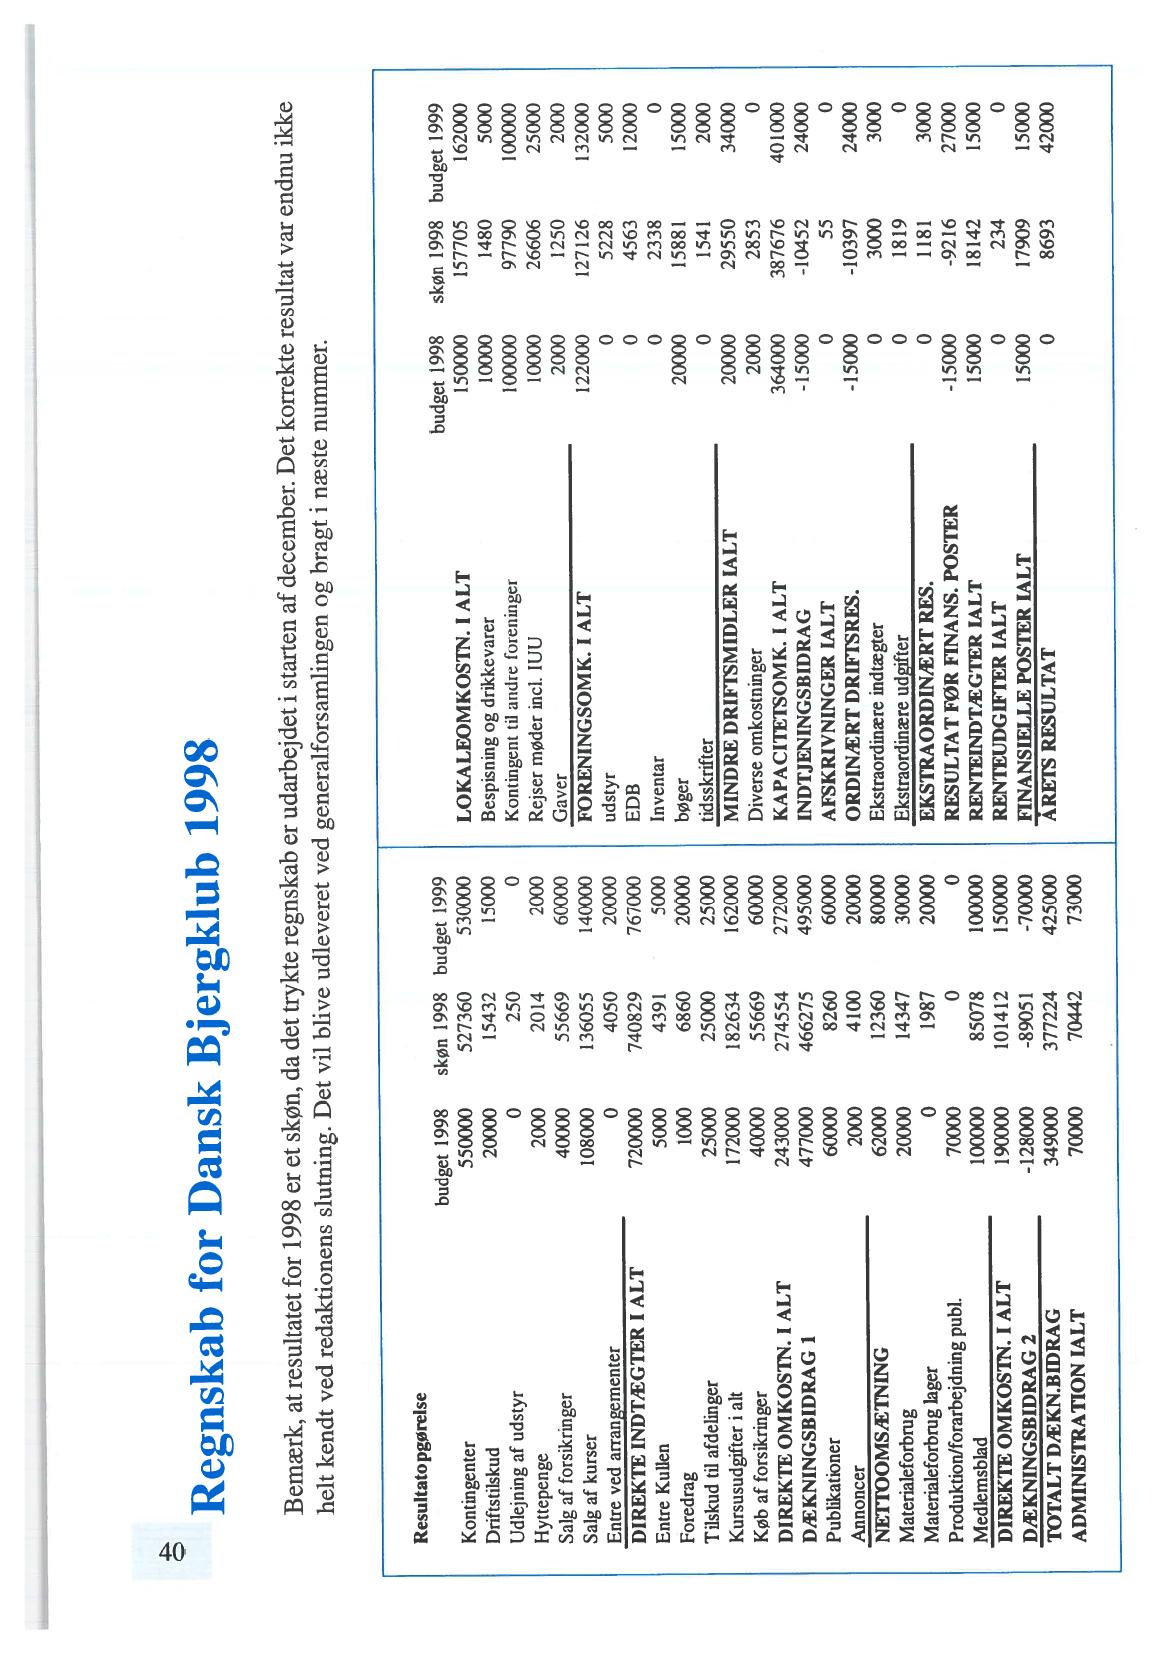 40
Regnskab for Dansk Bjergklub 1998
Bemærk, at resultatet for 1998 er et skøn, da det trykte regnskab er udarbejdet i starten af december. Det korrekte resultat var endnu ikke
helt kendt ved redaktionens slutning. Det vil blive udleveret ved generalforsamlingen og bragt i næste nummer.
Resultatopgørelse
budget 1998 skøn 1998 budget 1999
Kontingenter 550000 527360 530000
Driftstilskud 20000 15432 15000
Udlejning af udstyr 0 250 0
Hyttepenge 2000 2014 2000
Salg af forsikringer 40000 55669 60000
Salg af kurser 108000 136055 140000
Entre ved arrangementer 0 4050 20000
DIREKTE INDTÆGTER I ALT 720000 740829 767000
Entre Kullen 5000 4391 5000
Foredrag 1000 6860 20000
Tilskud til afdelinger 25000 25000 25000
Kursusudgifter i alt 172000 182634 162000
Køb af forsikringer 40000 55669 60000
DIREKTE OMKOSTN. I ALT 243000 274554 272000
DÆKNINGSBIDRAG 1 477000 466275 495000
Publikationer 60000 8260 60000
Annoncer 2000 4100 20000
NETTOOMSÆTNING 62000 12360 80000
Materialeforbrug 20000 14347 30000
Materialeforbrug lager 0 1987 20000
Produktion/forarbejdning publ. 70000 0 0
Medlemsblad 100000 85078 100000
DIREKTE OMKOSTN. I ALT 190000 101412 150000
DÆKNINGSBIDRAG 2 -128000 -89051 -70000
TOTALT DÆKN.BIDRAG 349000 377224 425000
ADMINISTRATION IALT 70000 70442 73000
budget 1998 skøn 1998 budget 1999
LOKALEOMKOSTN. I ALT 150000 157705 162000
Bespisning og drikkevarer 10000 1480 5000
Kontingent til andre foreninger 100000 97790 100000
Rejser møder incl. IUU 10000 26606 25000
Gaver 2000 1250 2000
FORENINGSOMK. I ALT 122000 127126 132000
udstyr 0 5228 5000
EDB 0 4563 12000
Inventar 0 2338 0
bøger 20000 15881 15000
tidsskrifter 0 1541 2000
MINDRE DRIFTSMIDLER IALT 20000 29550 34000
Diverse omkostninger 2000 2853 0
KAPACITETSOMK. I ALT 364000 387676 401000
INDTJENINGSBIDRAG -15000 -10452 24000
AFSKRIVNINGER IALT 0 55 0
ORDINÆRT DRIFTSRES. -15000 -10397 24000
Ekstraordinære indtægter 0 3000 3000
Ekstraordinære udgifter 0 1819 0
EKSTRAORDINÆRT RES. 0 1181 3000
RESULTAT FØR FINANS. POSTER -15000 -9216 27000
RENTEINDTÆGTER IALT 15000 18142 15000
RENTEUDGIFTER IALT 0 234 0
FINANSIELLE POSTER IALT 15000 17909 15000
ÅRETS RESULTAT 0 8693 42000